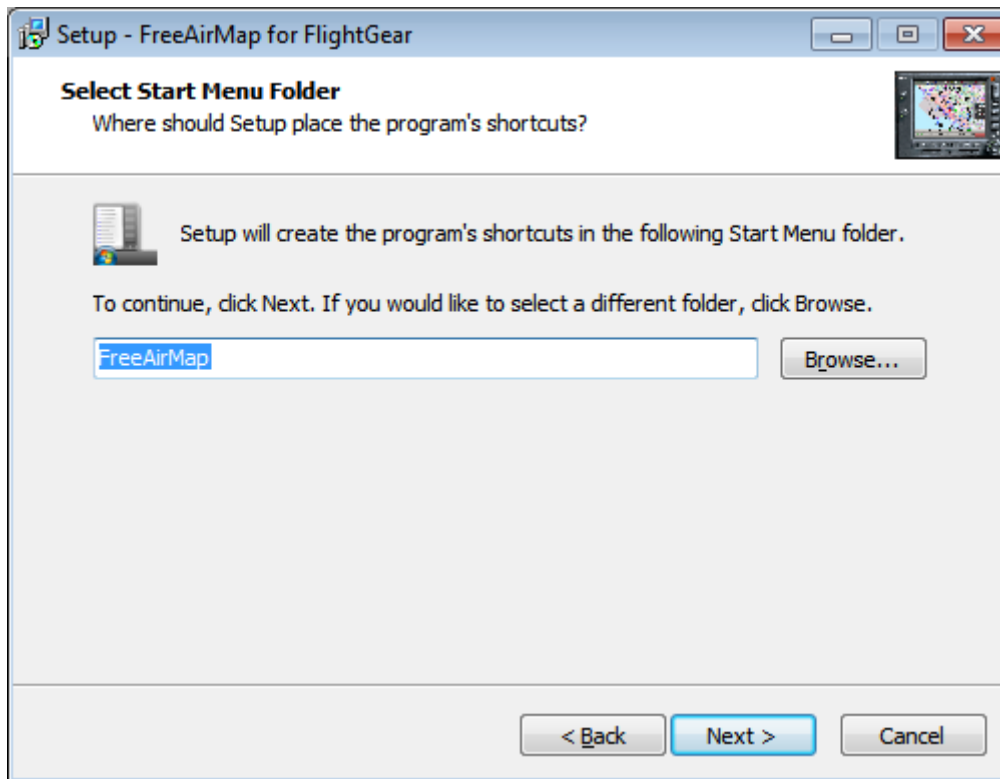 Setup - FreeAirMap for FlightGear
Select Start Menu Folder
Where should Setup place the program's shortcuts?
Setup will create the program's shortcuts in the following Start Menu folder.
To continue, click Next. If you would like to select a different folder, click Browse.
FreeAirMap
Browse...
< Back
Next >
Cancel